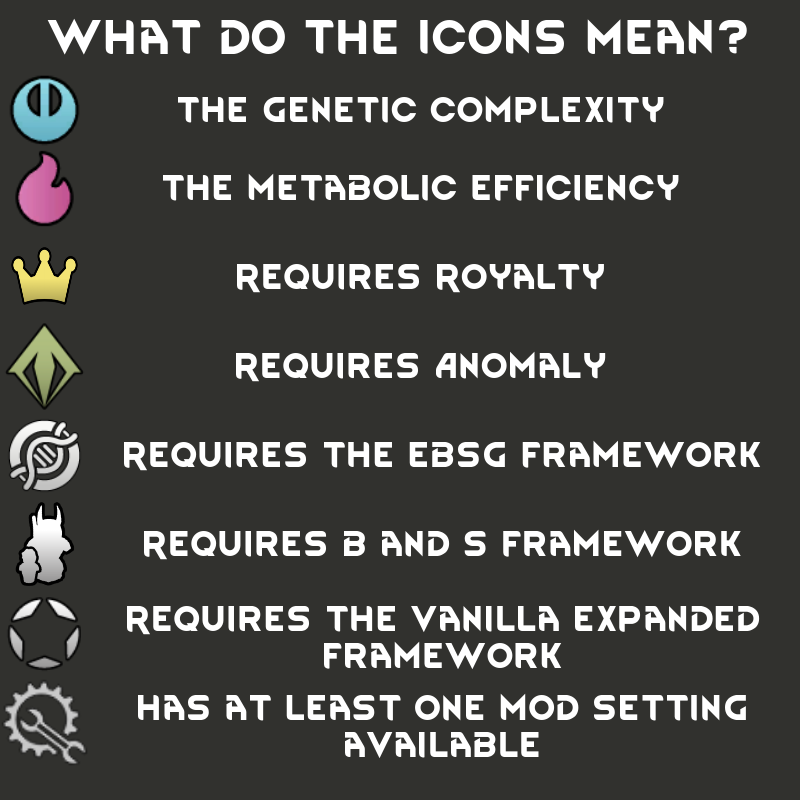 WHAT DO THE ICONS MEAN?
THE GENETIC COMPLEXITY
THE METABOLIC EFFICIENCY
REQUIRES ROYALTY
REQUIRES ANOMALY
REQUIRES THE EBSG FRAMEWORK
REQUIRES B AND S FRAMEWORK
REQUIRES THE VANILLA EXPANDED
FRAMEWORK
HAS AT LEAST ONE MOD SETTING
AVAILABLE